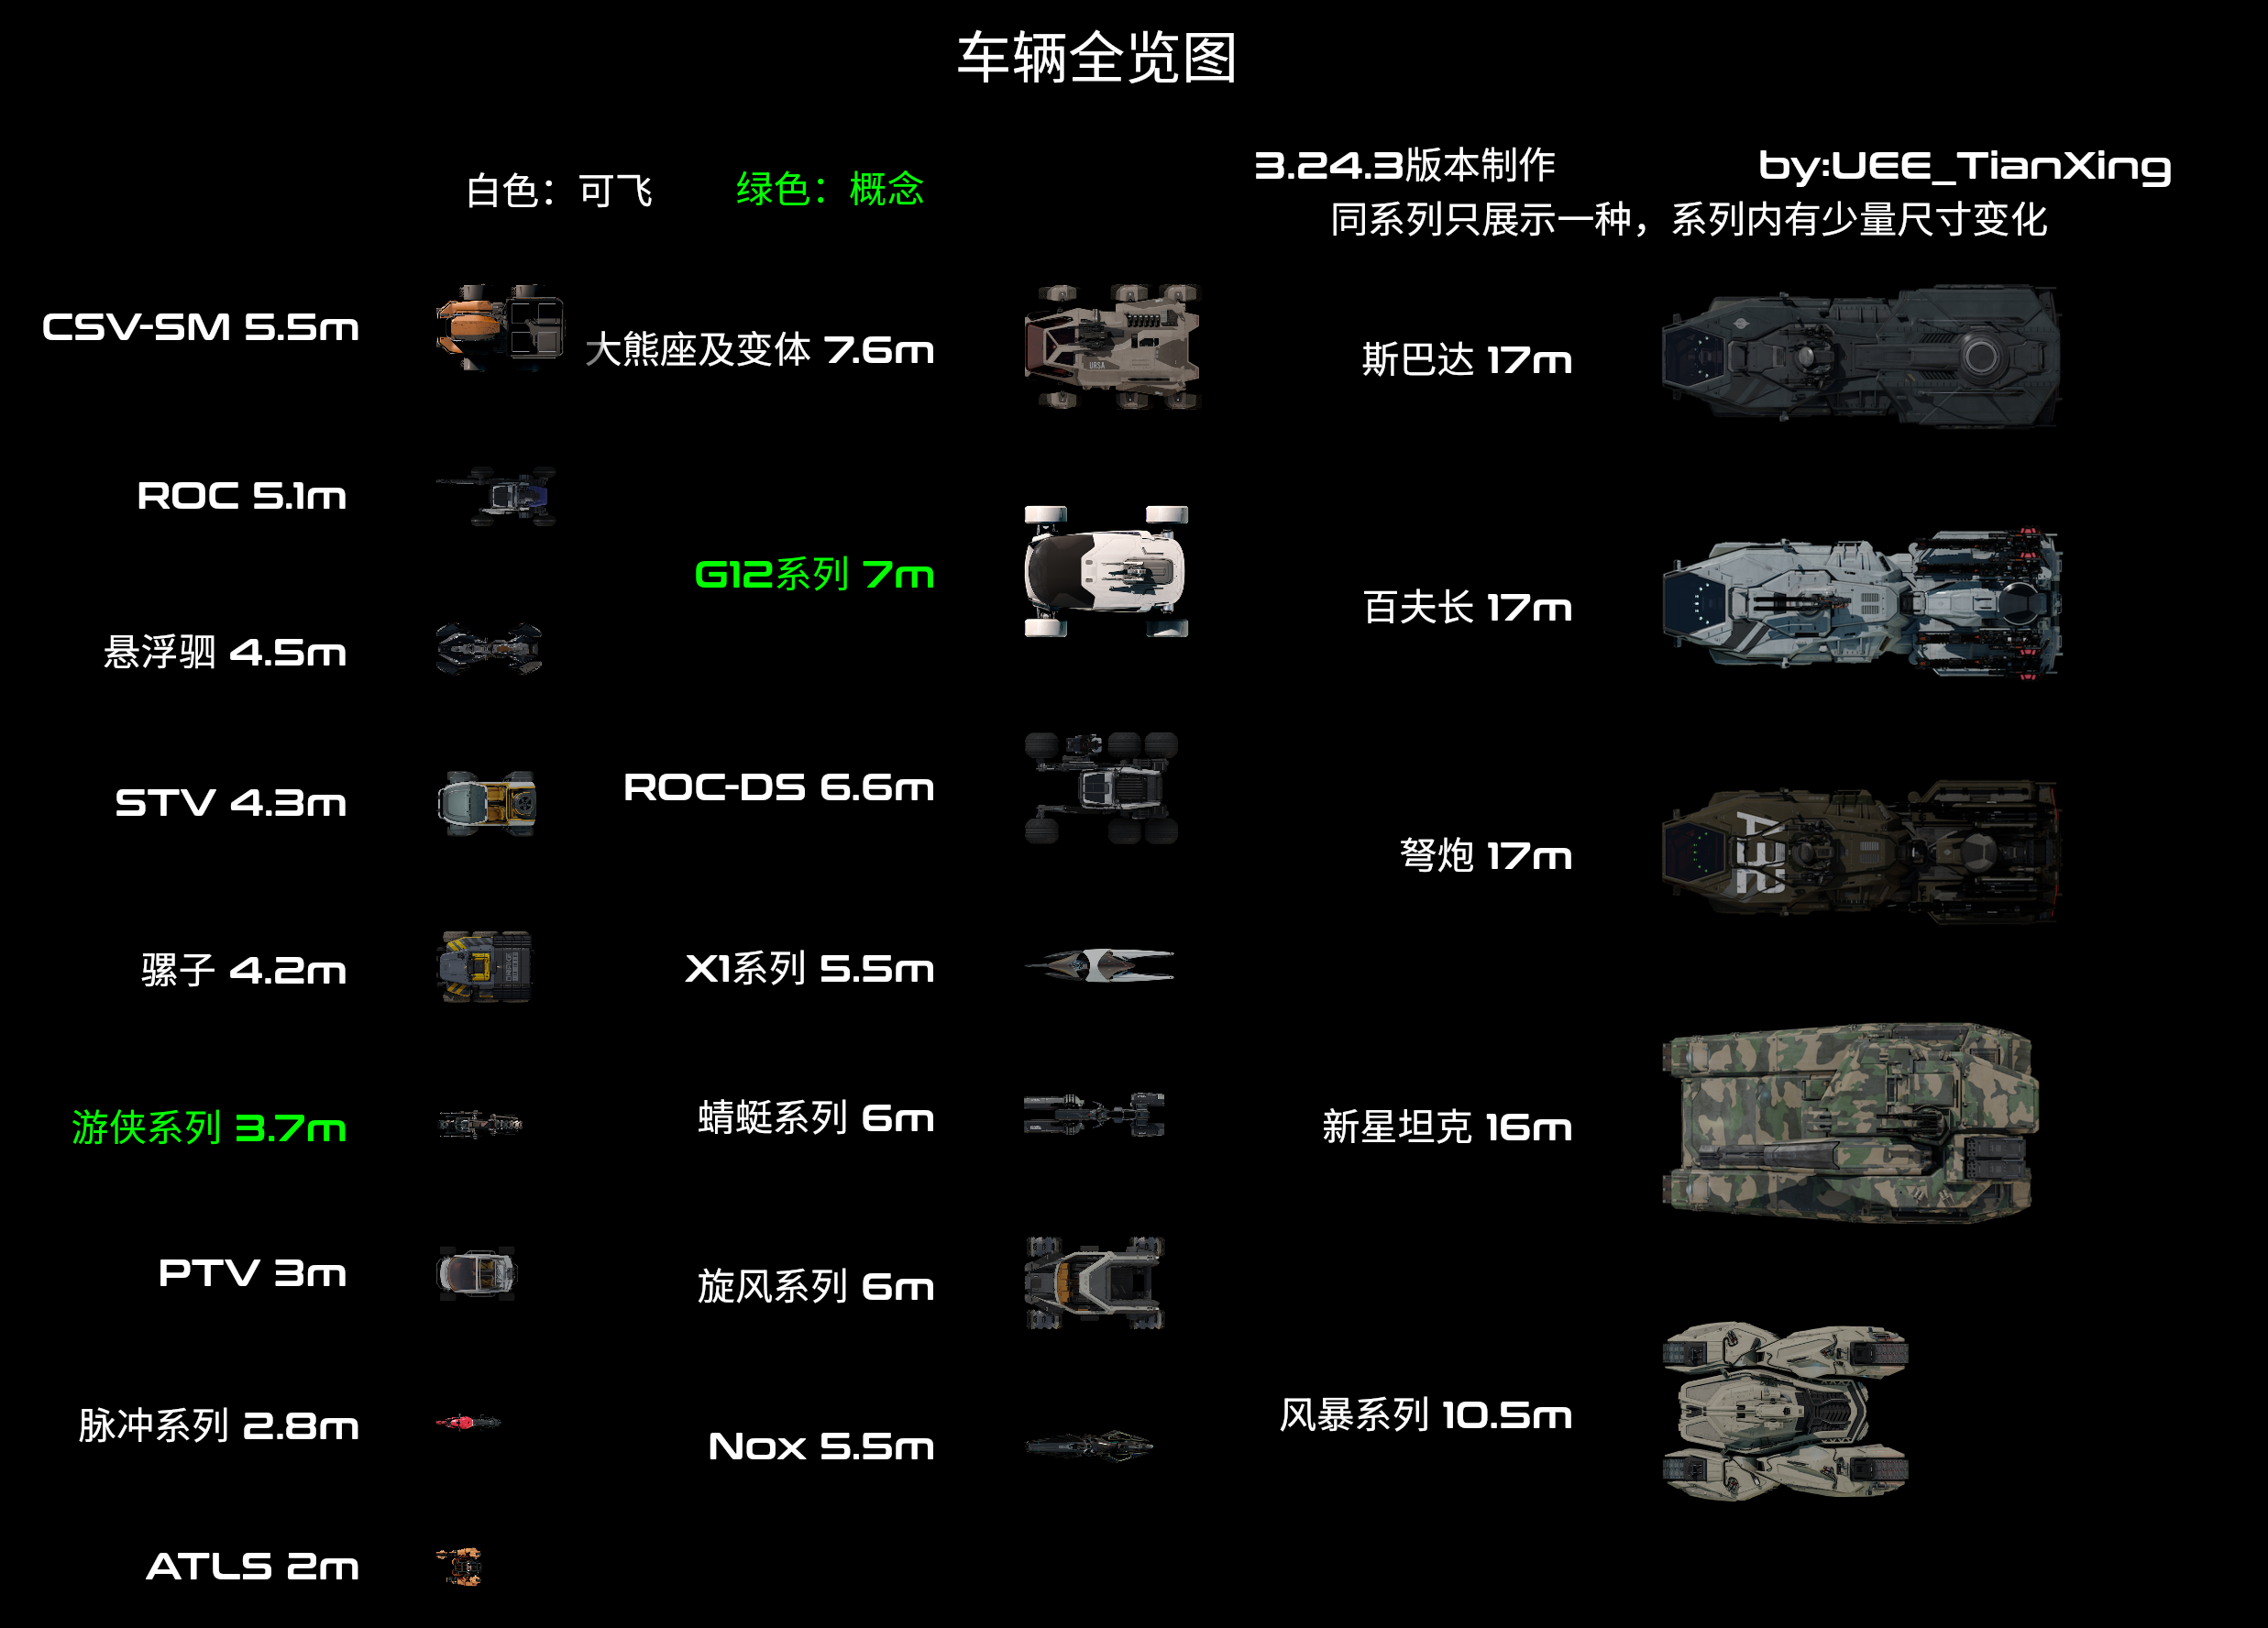 车辆全览图
白色：可飞
绿色：概念
3.24.3版本制作
by:UEE_TianXing
同系列只展示一种，系列内有少量尺寸变化
CSV-SM 5.5m
ROC 5.1m
悬浮驷 4.5m
STV 4.3m
骡子 4.2m
游侠系列 3.7m
PTV 3m
脉冲系列 2.8m
ATLS 2m
大熊座及变体 7.6m
URSA
G12系列 7m
ROC-DS 6.6m
X1系列 5.5m
蜻蜓系列 6m
旋风系列 6m
Nox 5.5m
斯巴达 17m
百夫长 17m
弩炮 17m
新星坦克 16m
风暴系列 10.5m